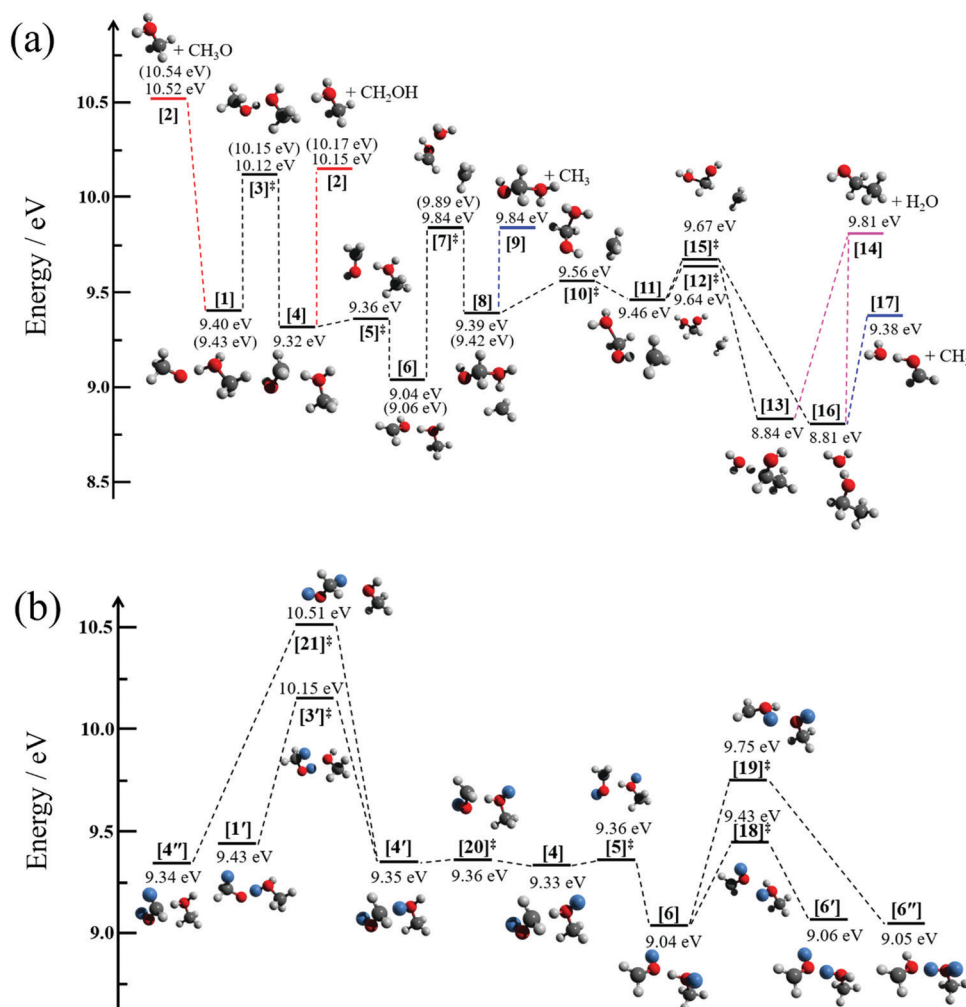 (a)
Energy / eV
10.5
10.0
9.5
9.0
8.5
+ CH3O
(10.54 eV)
10.52 eV
[2]
[1]
9.40 eV
(9.43 eV)
(10.15 eV)
10.12 eV
[3]‡
[4]
9.32 eV
+ CH2OH
(10.17 eV)
10.15 eV
[2]
9.36 eV
[5]‡
[6]
9.04 eV
(9.06 eV)
(9.89 eV)
9.84 eV
[7]‡
[8]
9.39 eV
(9.42 eV)
+ CH3
9.84 eV
[9]
9.56 eV
[10]‡
[11]
9.46 eV
9.67 eV
[15]‡
[12]‡
9.64 eV
[13]
8.84 eV
+ H2O
9.81 eV
[14]
[16]
8.81 eV
[17]
9.38 eV
+ CH
(b)
Energy / eV
10.5
10.0
9.5
9.0
[4″]
9.34 eV
[1′]
9.43 eV
10.51 eV
[21]‡
10.15 eV
[3′]‡
[4′]
9.35 eV
[20]‡
9.36 eV
[4]
9.33 eV
9.36 eV
[5]‡
[6]
9.04 eV
9.75 eV
[19]‡
9.43 eV
[18]‡
[6′]
9.06 eV
[6″]
9.05 eV